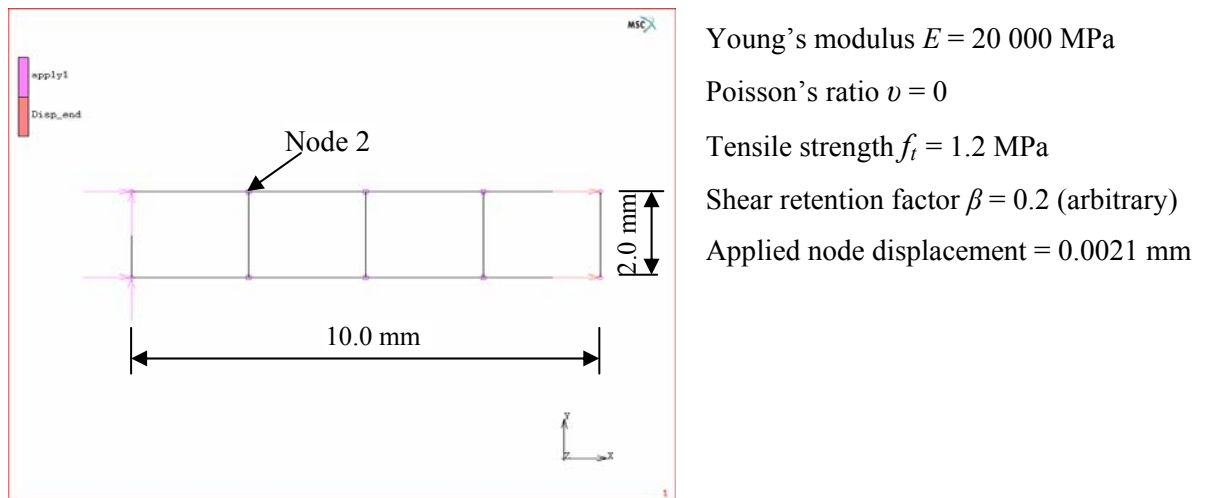 MSC
apply1
Disp_end
Node 2
2.0 mm
10.0 mm
Y
Z X
1
Young's modulus E = 20 000 MPa
Poisson's ratio υ = 0
Tensile strength fₜ = 1.2 MPa
Shear retention factor β = 0.2 (arbitrary)
Applied node displacement = 0.0021 mm